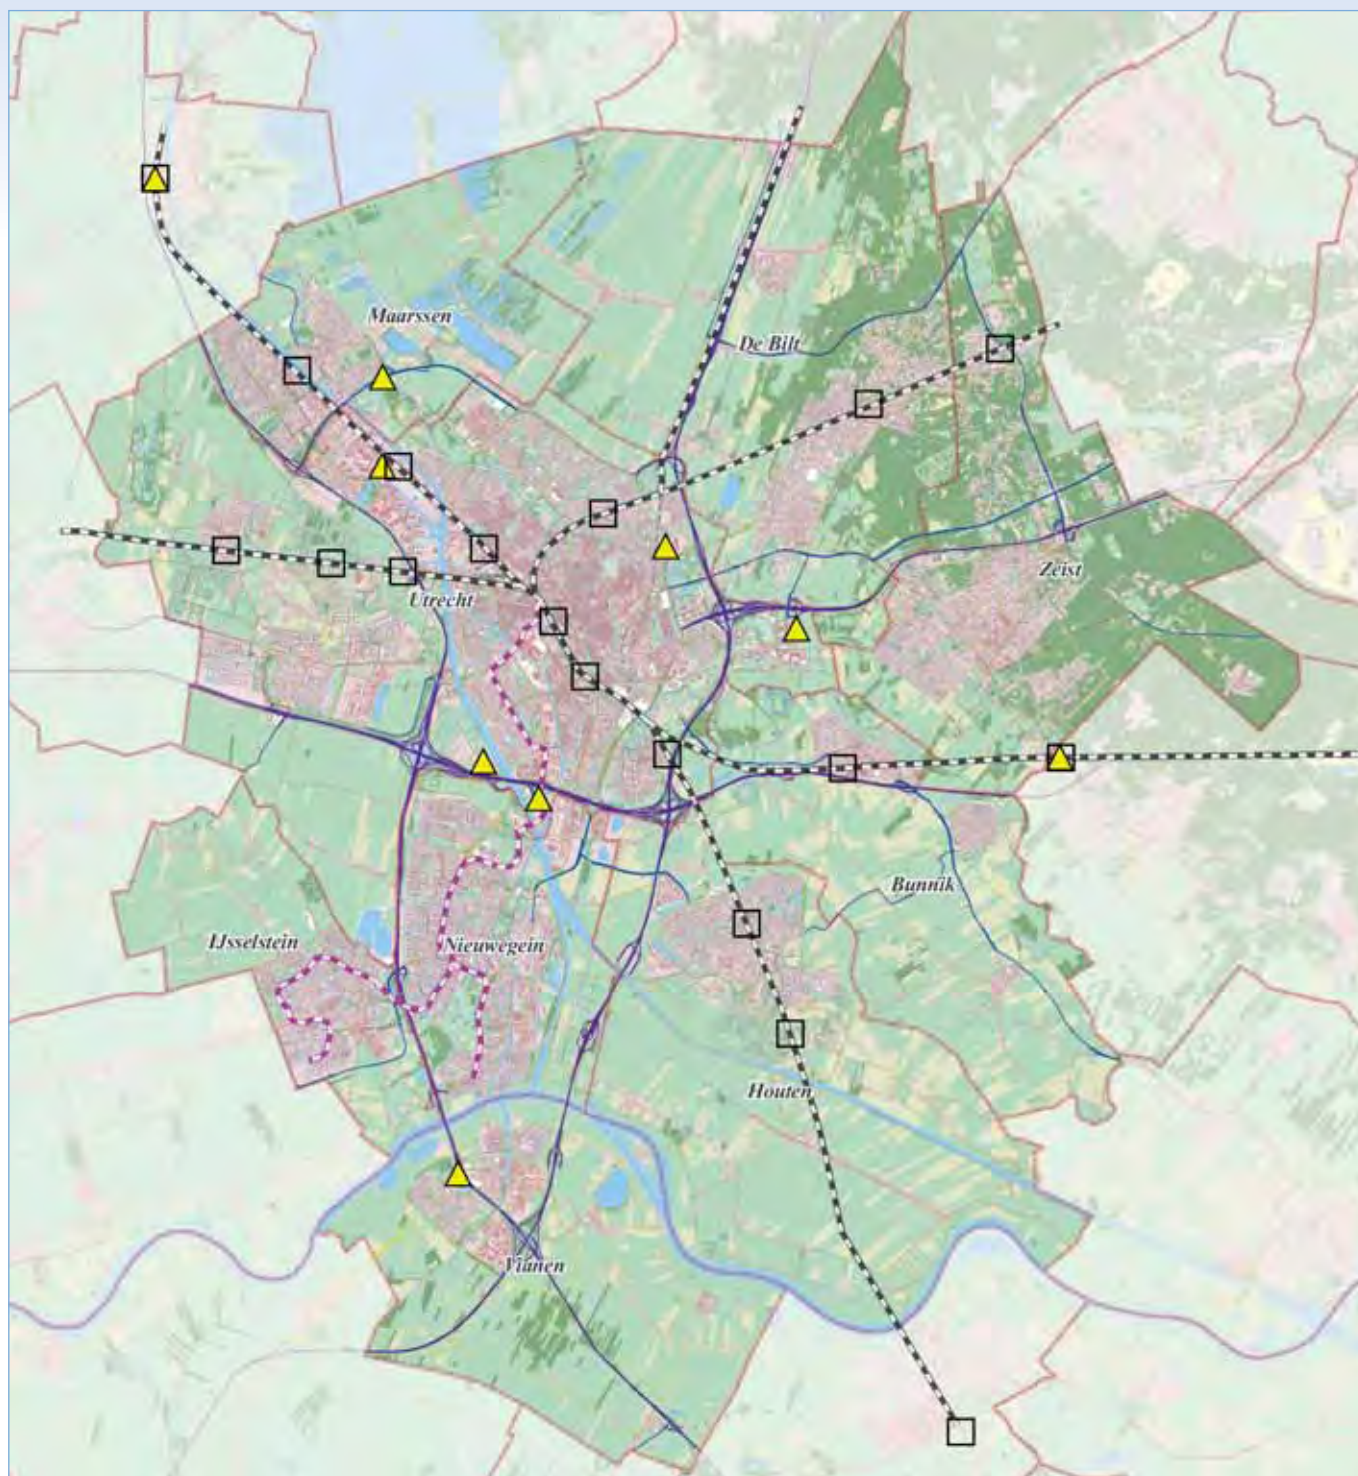 Maarssen
De Bilt
Zeist
Utrecht
Bunnik
IJsselstein
Nieuwegein
Houten
Vianen